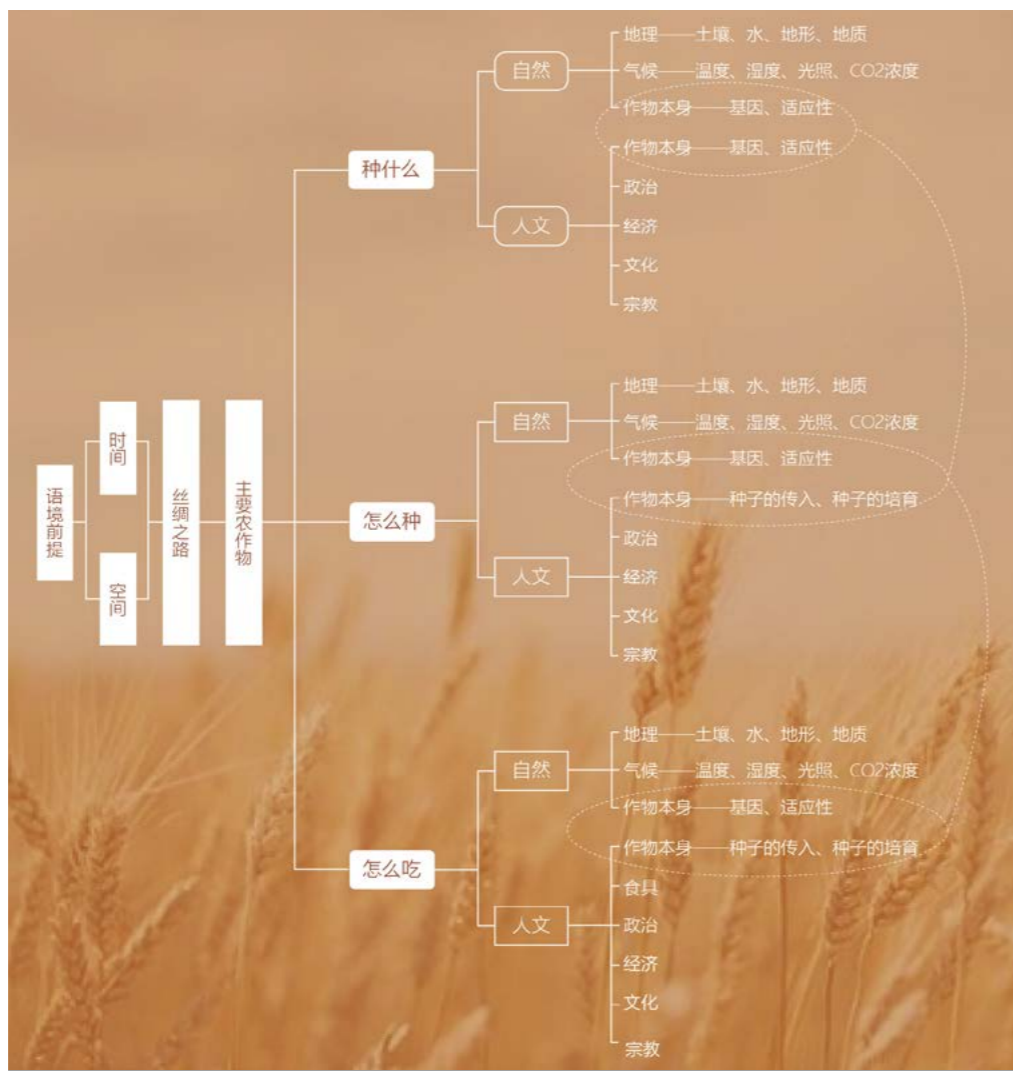 语境前提
时间
空间
丝绸之路
主要农作物
种什么
自然
地理——土壤、水、地形、地质
气候——温度、湿度、光照、CO2浓度
作物本身——基因、适应性
人文
作物本身——基因、适应性
政治
经济
文化
宗教
怎么种
自然
地理——土壤、水、地形、地质
气候——温度、湿度、光照、CO2浓度
作物本身——基因、适应性
人文
作物本身——种子的传入、种子的培育
政治
经济
文化
宗教
怎么吃
自然
地理——土壤、水、地形、地质
气候——温度、湿度、光照、CO2浓度
作物本身——基因、适应性
人文
作物本身——种子的传入、种子的培育
食具
政治
经济
文化
宗教